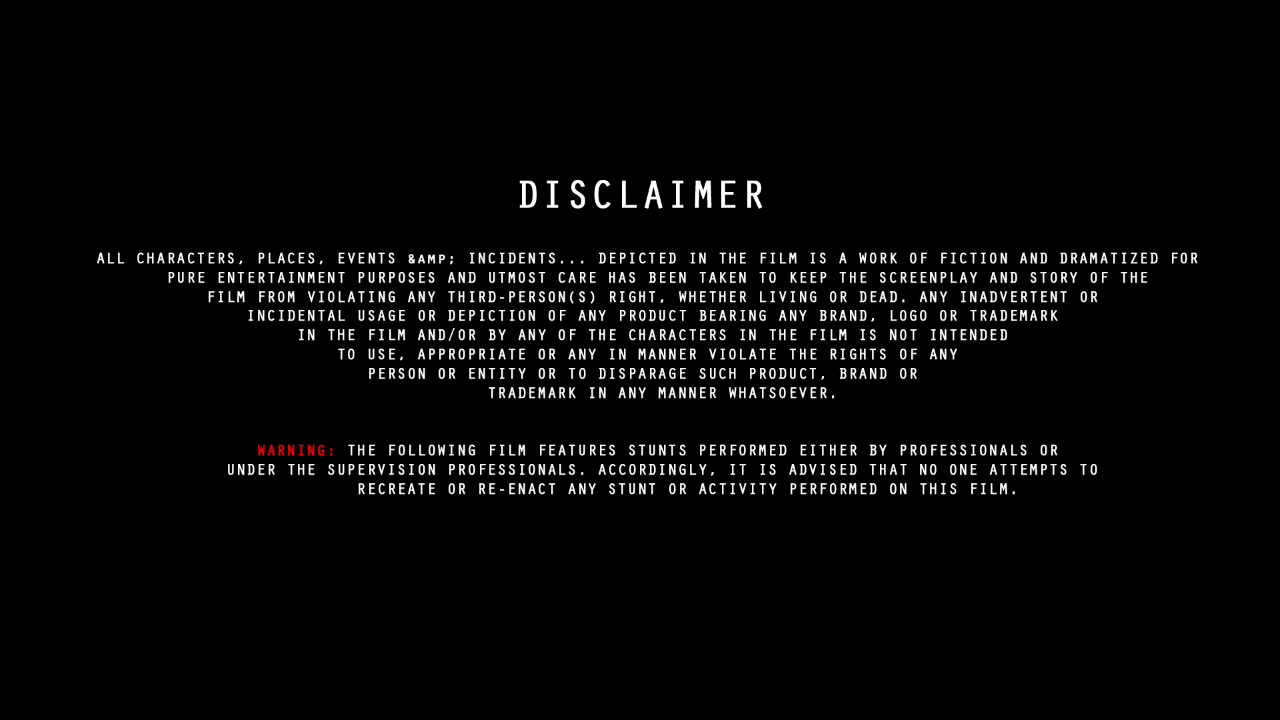 DISCLAIMER
ALL CHARACTERS, PLACES, EVENTS &AMP; INCIDENTS... DEPICTED IN THE FILM IS A WORK OF FICTION AND DRAMATIZED FOR
PURE ENTERTAINMENT PURPOSES AND UTMOST CARE HAS BEEN TAKEN TO KEEP THE SCREENPLAY AND STORY OF THE
FILM FROM VIOLATING ANY THIRD-PERSON(S) RIGHT, WHETHER LIVING OR DEAD. ANY INADVERTENT OR
INCIDENTAL USAGE OR DEPICTION OF ANY PRODUCT BEARING ANY BRAND, LOGO OR TRADEMARK
IN THE FILM AND/OR BY ANY OF THE CHARACTERS IN THE FILM IS NOT INTENDED
TO USE, APPROPRIATE OR ANY IN MANNER VIOLATE THE RIGHTS OF ANY
PERSON OR ENTITY OR TO DISPARAGE SUCH PRODUCT, BRAND OR
TRADEMARK IN ANY MANNER WHATSOEVER.
WARNING: THE FOLLOWING FILM FEATURES STUNTS PERFORMED EITHER BY PROFESSIONALS OR
UNDER THE SUPERVISION PROFESSIONALS. ACCORDINGLY, IT IS ADVISED THAT NO ONE ATTEMPTS TO
RECREATE OR RE-ENACT ANY STUNT OR ACTIVITY PERFORMED ON THIS FILM.